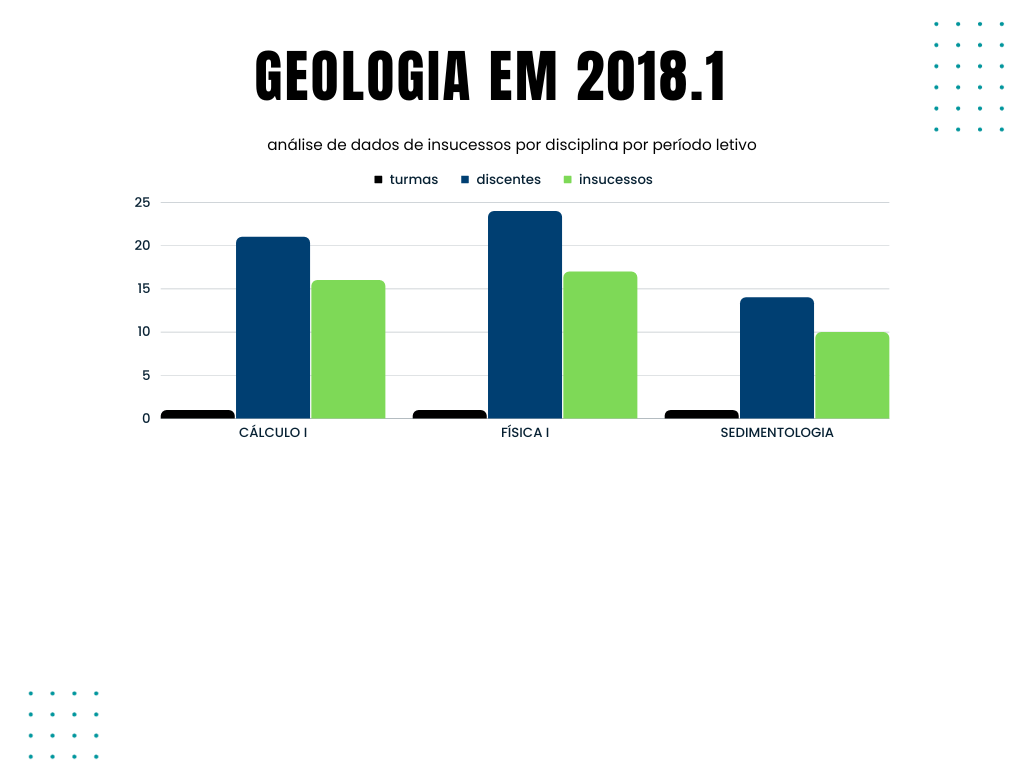 GEOLOGIA EM 2018.1
análise de dados de insucessos por disciplina por período letivo
turmas discentes insucessos
25
20
15
10
5
0
CÁLCULO I FÍSICA I SEDIMENTOLOGIA